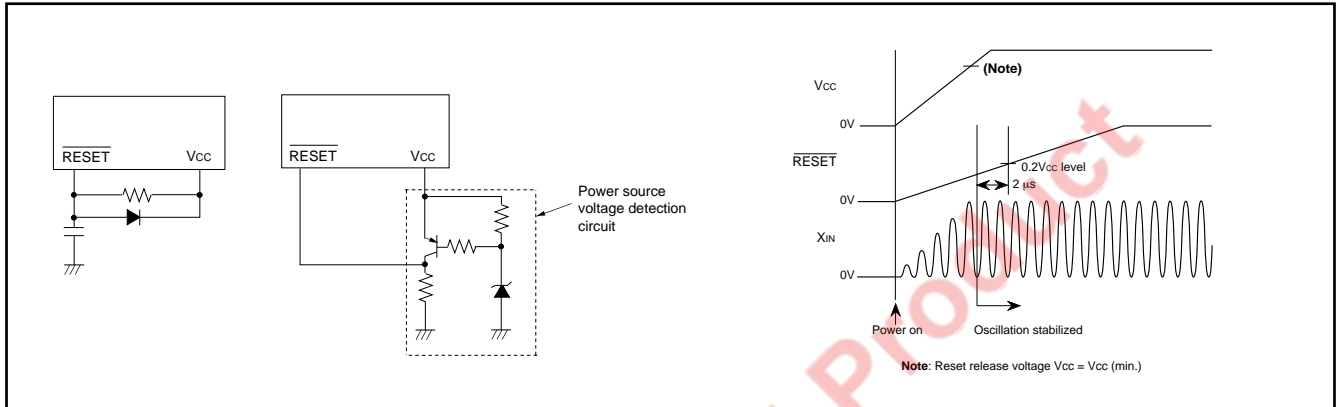 RESET Vcc
RESET Vcc
Power source
voltage detection
circuit
Vcc
(Note)
0V
RESET
0.2Vcc level
2 μs
0V
XIN
0V
Power on
Oscillation stabilized
Note: Reset release voltage Vcc = Vcc (min.)
Product